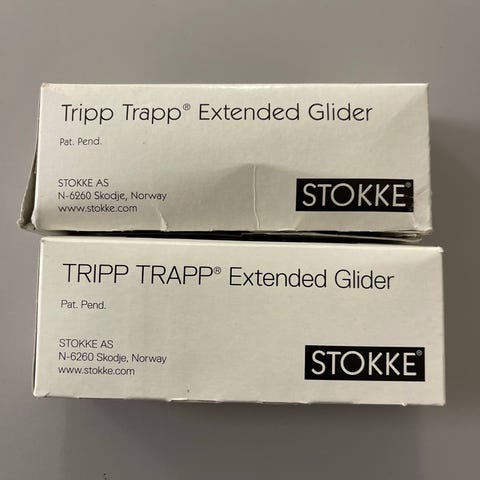 Tripp Trapp® Extended Glider
Pat. Pend.
STOKKE AS
N-6260 Skodje, Norway
www.stokke.com
STOKKE®
TRIPP TRAPP® Extended Glider
Pat. Pend.
STOKKE AS
N-6260 Skodje, Norway
www.stokke.com
STOKKE®